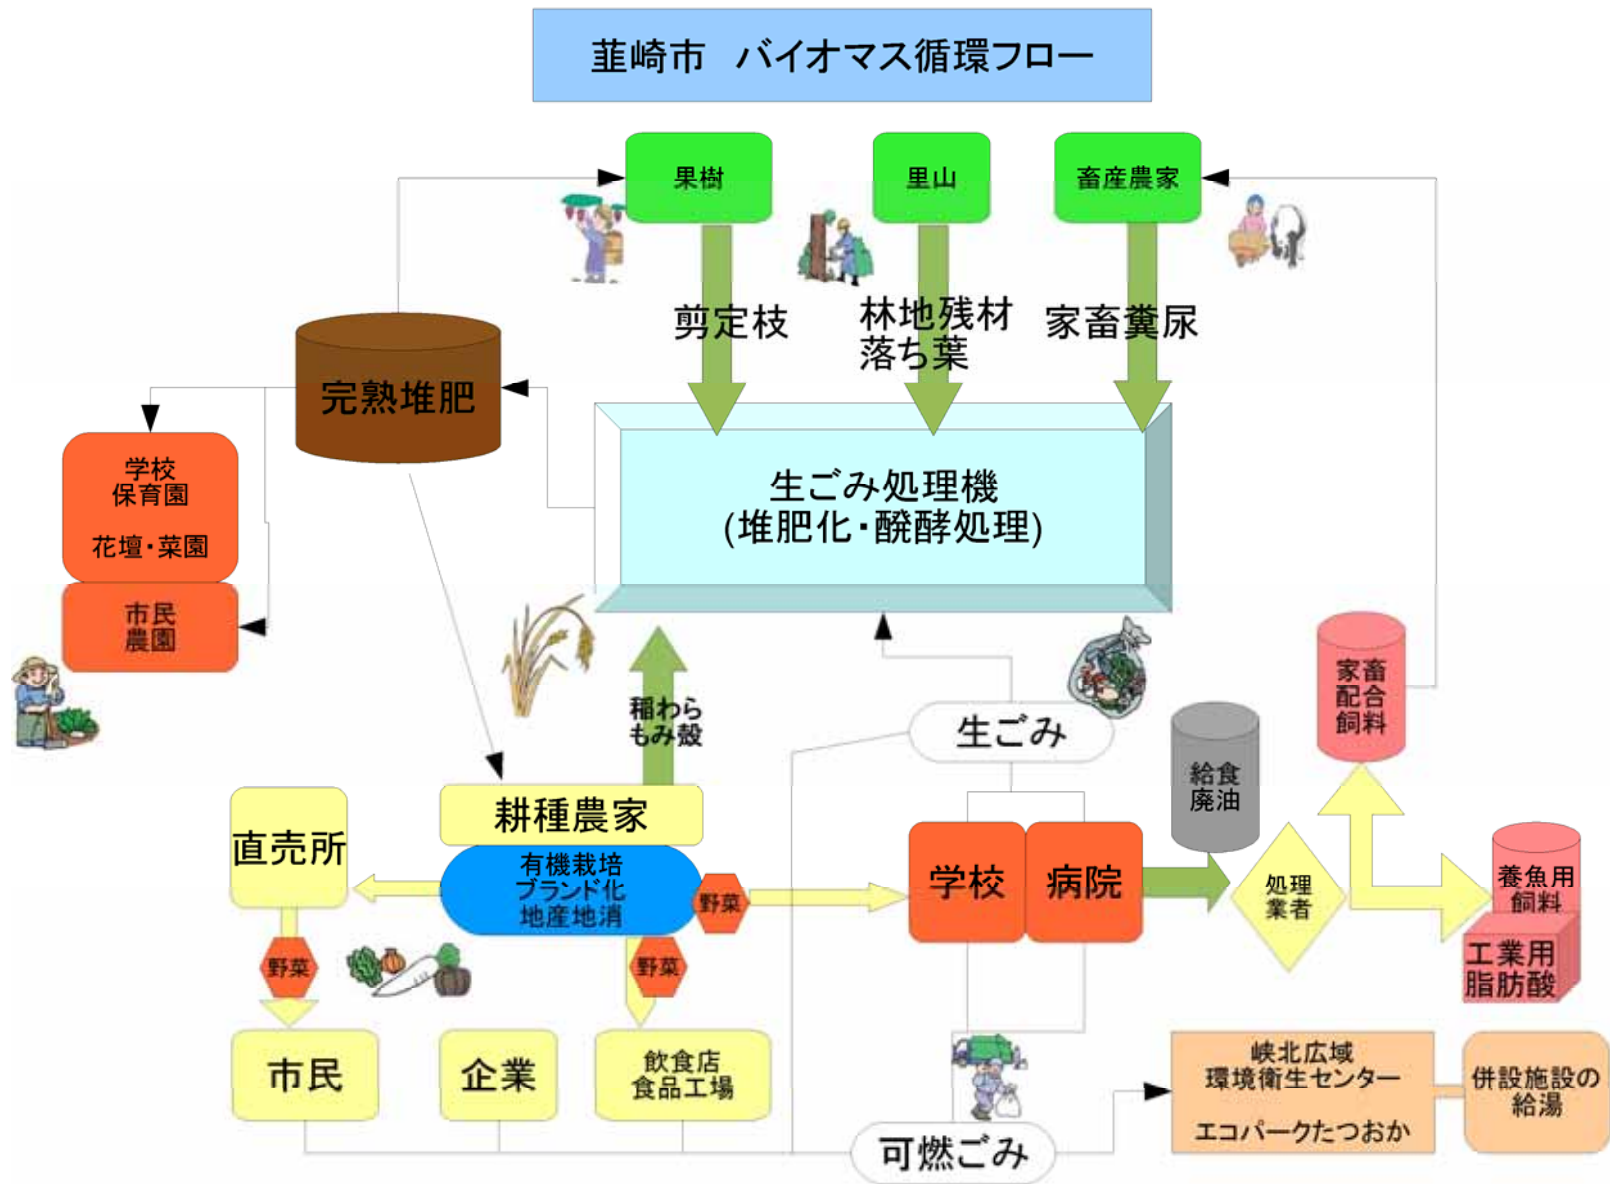 韮崎市 バイオマス循環フロー
果樹
里山
畜産農家
剪定枝
林地残材
落ち葉
家畜糞尿
完熟堆肥
学校
保育園
花壇・菜園
市民
農園
生ごみ処理機
(堆肥化・醗酵処理)
稲わら
もみ殻
生ごみ
給食
廃油
家畜
配合
飼料
耕種農家
直売所
有機栽培
ブランド化
地産地消
野菜
学校
病院
処理
業者
養魚用
飼料
工業用
脂肪酸
野菜
野菜
市民
企業
飲食店
食品工場
可燃ごみ
峡北広域
環境衛生センター
エコパークたつおか
併設施設の
給湯